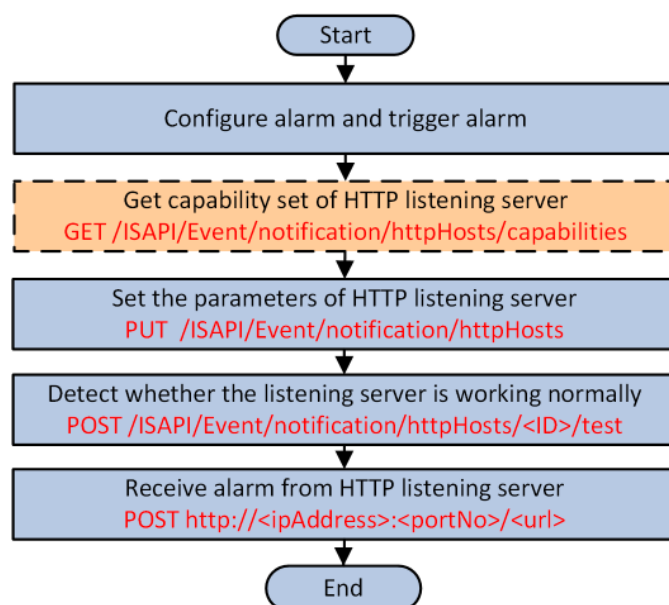 Start
Configure alarm and trigger alarm
Get capability set of HTTP listening server
GET /ISAPI/Event/notification/httpHosts/capabilities
Set the parameters of HTTP listening server
PUT /ISAPI/Event/notification/httpHosts
Detect whether the listening server is working normally
POST /ISAPI/Event/notification/httpHosts/<ID>/test
Receive alarm from HTTP listening server
POST http://<ipAddress>:<portNo>/<url>
End